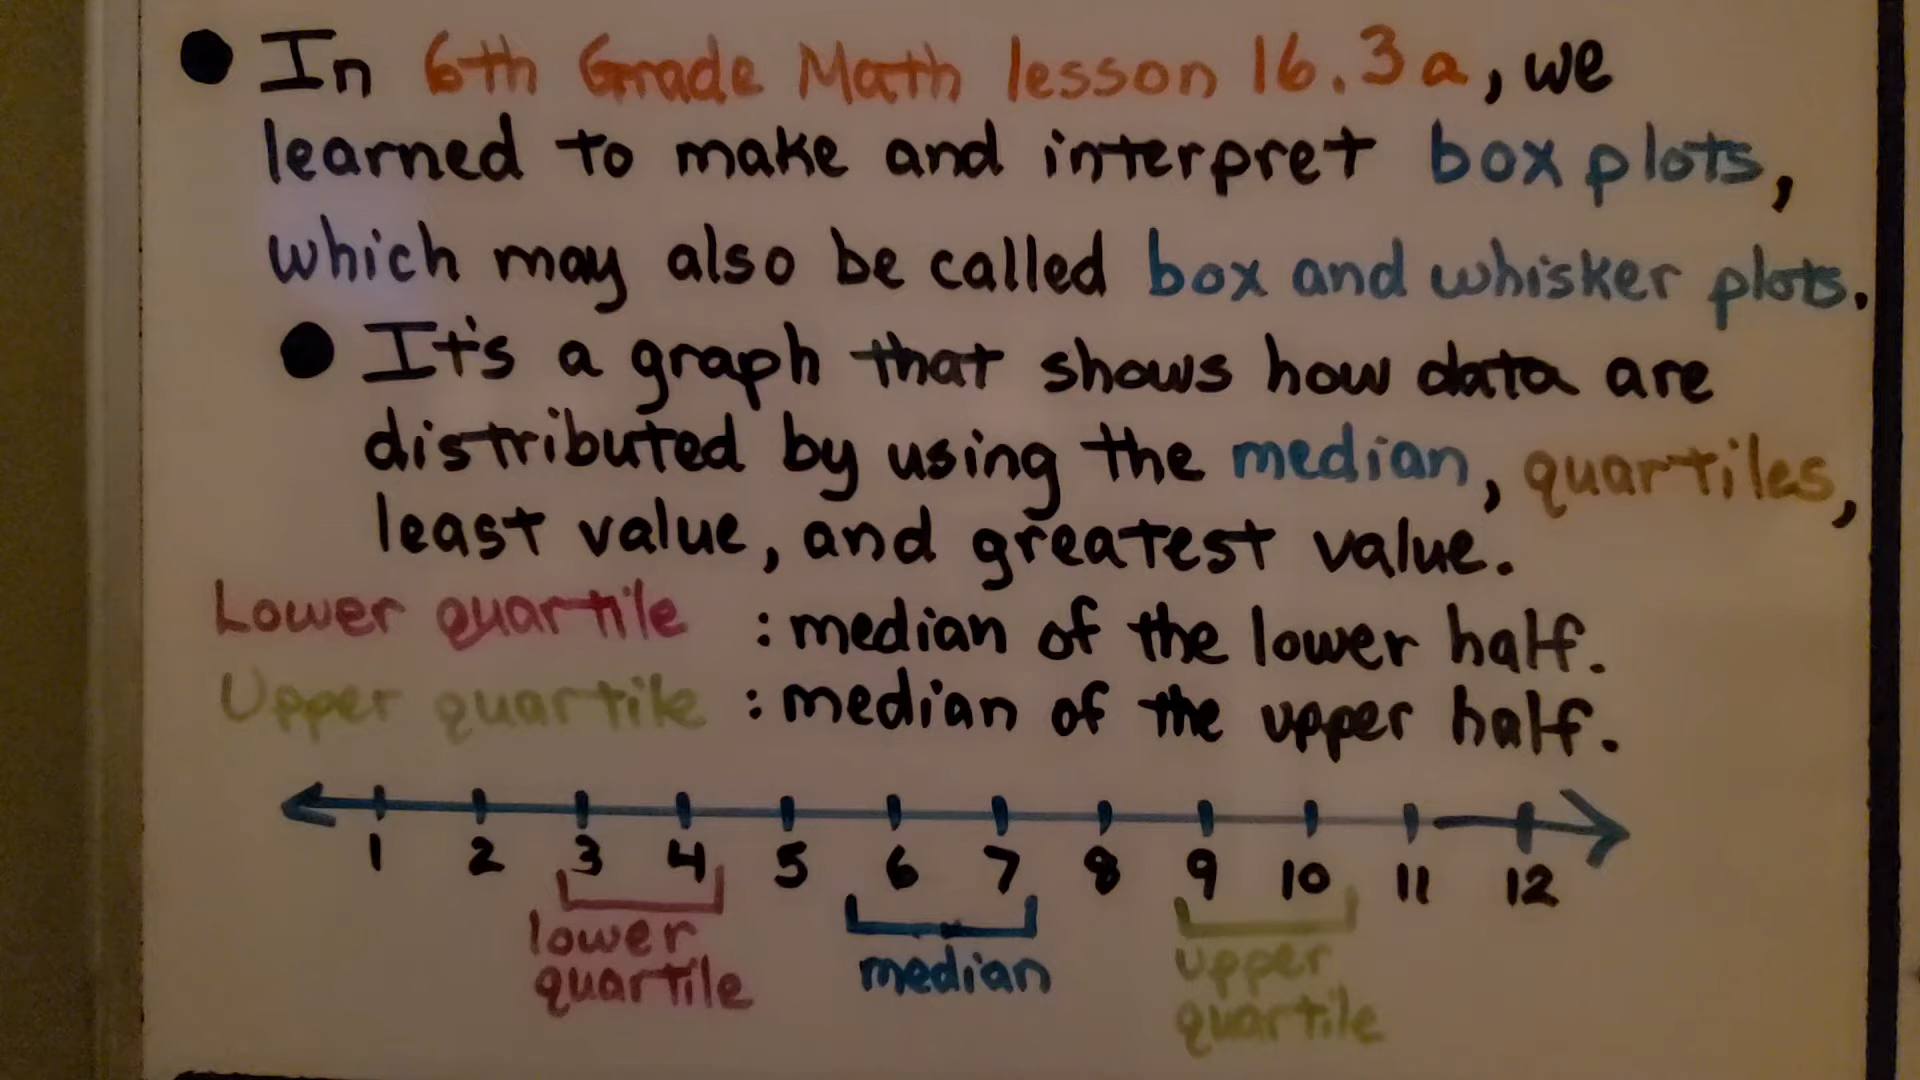 ● In 6th Grade Math lesson 16.3a, we
learned to make and interpret box plots,
which may also be called box and whisker plots.
● It's a graph that shows how data are
distributed by using the median, quartiles,
least value, and greatest value.
Lower quartile : median of the lower half.
Upper quartile : median of the upper half.
1 2 3 4 5 6 7 8 9 10 11 12
lower quartile
median
upper quartile